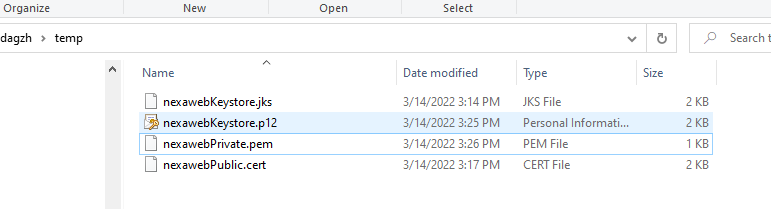 Organize New Open Select
dagzh > temp Search t
Name Date modified Type Size
nexawebKeystore.jks 3/14/2022 3:14 PM JKS File 2 KB
nexawebKeystore.p12 3/14/2022 3:25 PM Personal Informati... 2 KB
nexawebPrivate.pem 3/14/2022 3:26 PM PEM File 1 KB
nexawebPublic.cert 3/14/2022 3:17 PM CERT File 2 KB